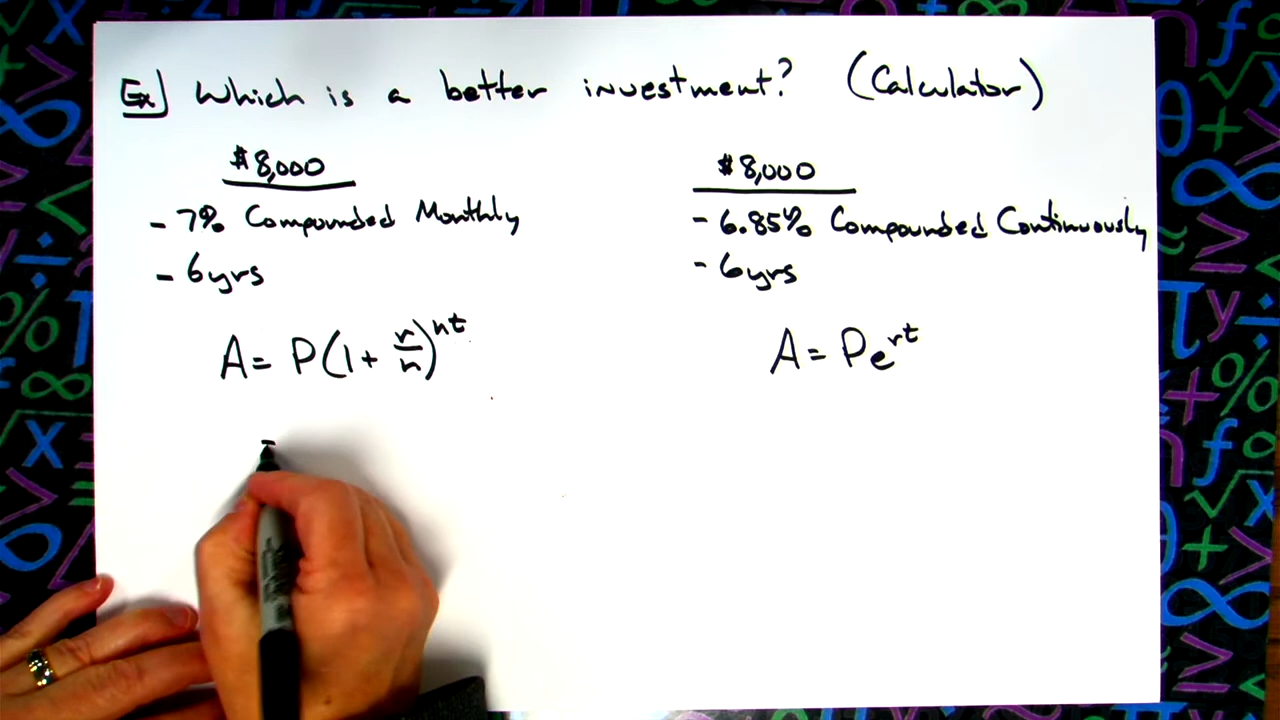 Ex] Which is a better investment? (Calculator)
$8,000
- 7% Compounded Monthly
- 6yrs
A = P(1 + r/n)^nt
$8,000
- 6.85% Compounded Continuously
- 6yrs
A = Pe^rt